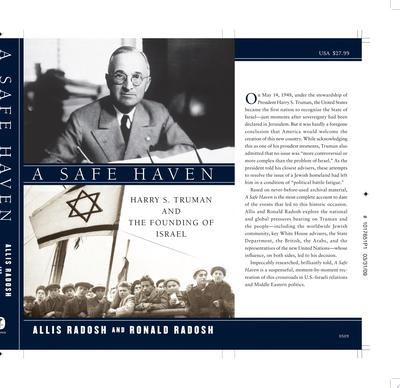 A SAFE HAVEN
ALLIS RADOSH
A SAFE HAVEN
HARRY S. TRUMAN
AND
THE FOUNDING OF
ISRAEL
ALLIS RADOSH AND RONALD RADOSH
USA $27.99
On May 14, 1948, under the stewardship of
President Harry S. Truman, the United States
became the first nation to recognize the State of
Israel—just moments after sovereignty had been
declared in Jerusalem. But it was hardly a foregone
conclusion that America would welcome the
creation of this new country. While acknowledging
this as one of his proudest moments, Truman also
admitted that no issue was "more controversial or
more complex than the problem of Israel." As the
president told his closest advisers, these attempts
to resolve the issue of a Jewish homeland had left
him in a condition of "political battle fatigue."
Based on never-before-used archival material,
A Safe Haven is the most complete account to date
of the events that led to this historic occasion.
Allis and Ronald Radosh explore the national
and global pressures bearing on Truman and
the people—including the worldwide Jewish
community, key White House advisers, the State
Department, the British, the Arabs, and the
representatives of the new United Nations—whose
influence, on both sides, led to his decision.
Impeccably researched, brilliantly told, A Safe
Haven is a suspenseful, moment-by-moment rec-
reation of this crossroads in U.S.-Israeli relations
and Middle Eastern politics.
0509